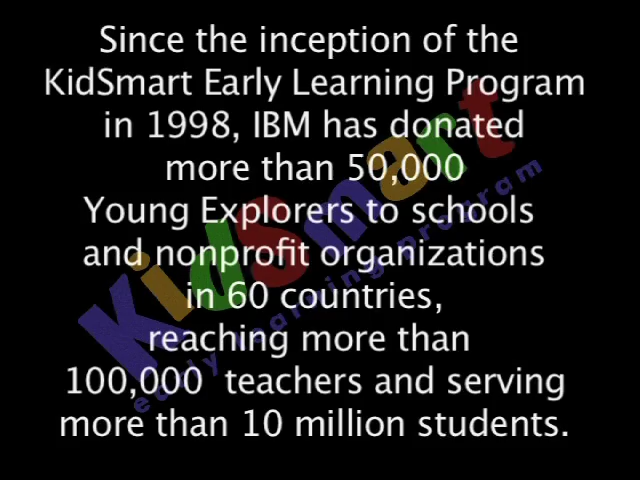 Since the inception of the
KidSmart Early Learning Program
in 1998, IBM has donated
more than 50,000
Young Explorers to schools
and nonprofit organizations
in 60 countries,
reaching more than
100,000 teachers and serving
more than 10 million students.
KidSmart
early learning program